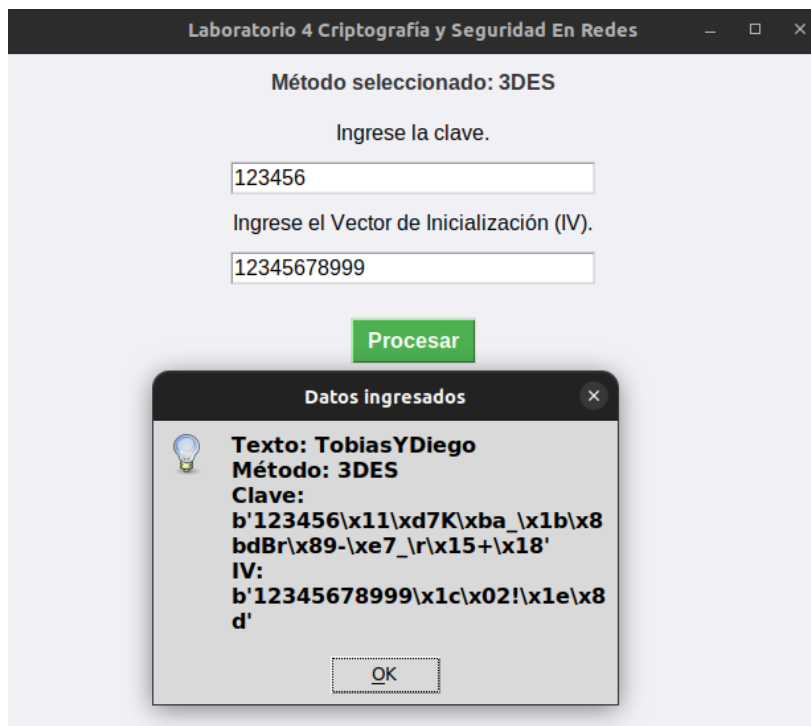 Laboratorio 4 Criptografía y Seguridad En Redes
Método seleccionado: 3DES
Ingrese la clave.
123456
Ingrese el Vector de Inicialización (IV).
12345678999
Procesar
Datos ingresados
Texto: TobiasYDiego
Método: 3DES
Clave:
b'123456\x11\xd7K\xba_\x1b\x8
bdBr\x89-\xe7_\r\x15+\x18'
IV:
b'12345678999\x1c\x02!\x1e\x8
d'
OK